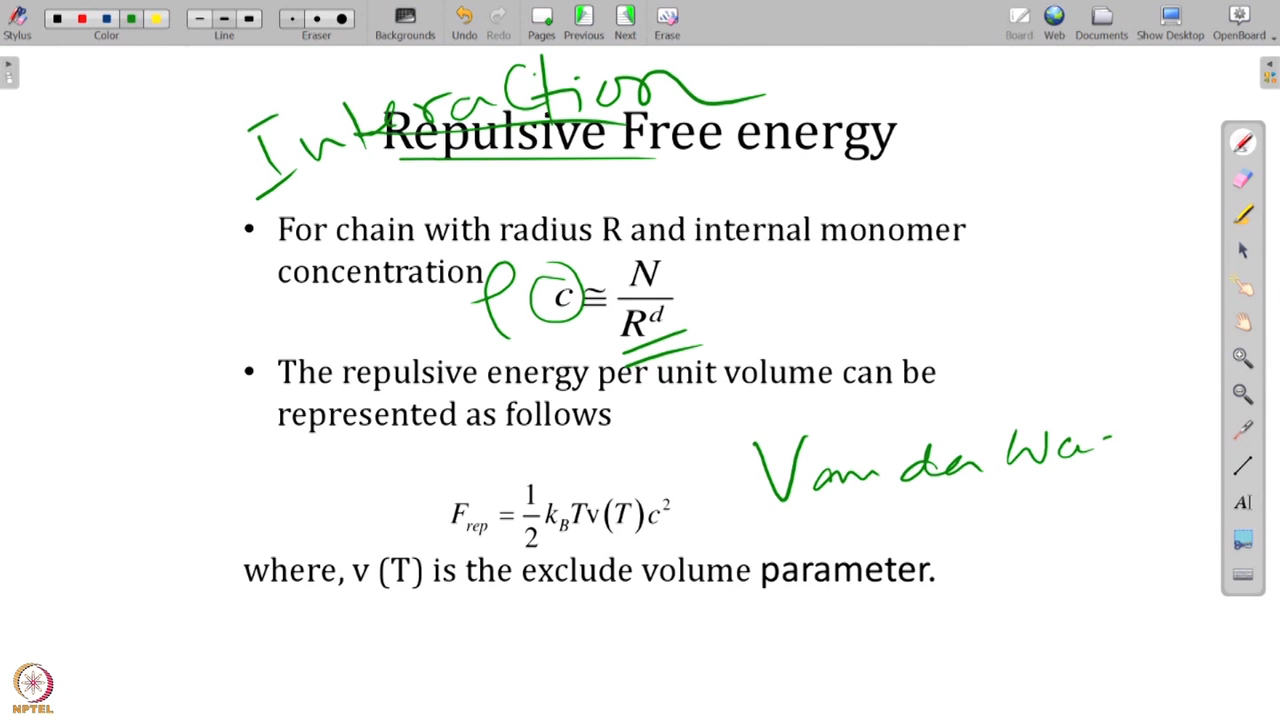 Stylus Color Line Eraser Backgrounds Undo Redo Pages Previous Next Erase Board Web Documents Show Desktop OpenBoard
Interaction
Repulsive Free energy
• For chain with radius R and internal monomer
concentration
ρ c ≅ N / R^d
• The repulsive energy per unit volume can be
represented as follows
Van der Wa
F_rep = 1/2 k_B T v(T) c^2
where, v (T) is the exclude volume parameter.
NPTEL